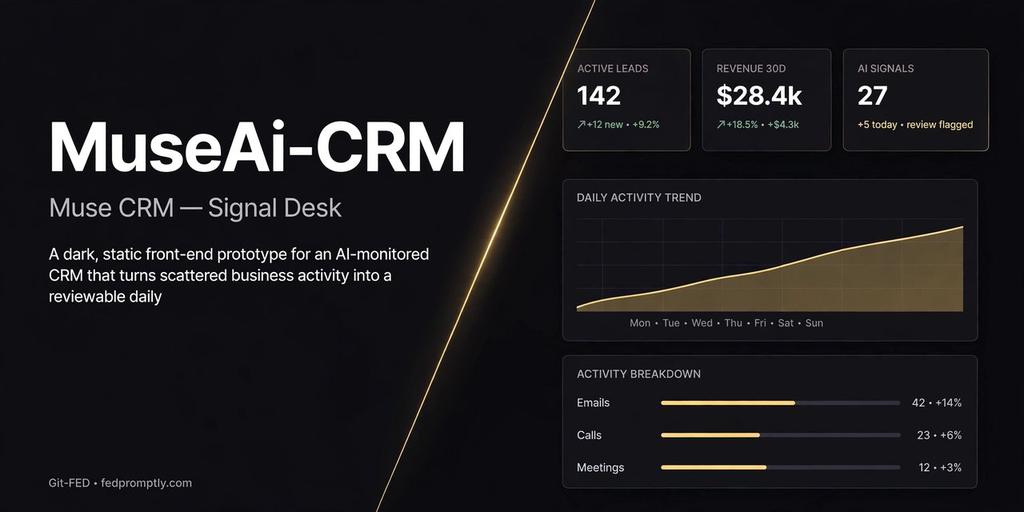 MuseAi-CRM
Muse CRM — Signal Desk
A dark, static front-end prototype for an AI-monitored
CRM that turns scattered business activity into a
reviewable daily
Git-FED • fedpromptly.com
ACTIVE LEADS
142
↗+12 new • +9.2%
REVENUE 30D
$28.4k
↗+18.5% • +$4.3k
AI SIGNALS
27
+5 today • review flagged
DAILY ACTIVITY TREND
Mon • Tue • Wed • Thu • Fri • Sat • Sun
ACTIVITY BREAKDOWN
Emails 42 • +14%
Calls 23 • +6%
Meetings 12 • +3%